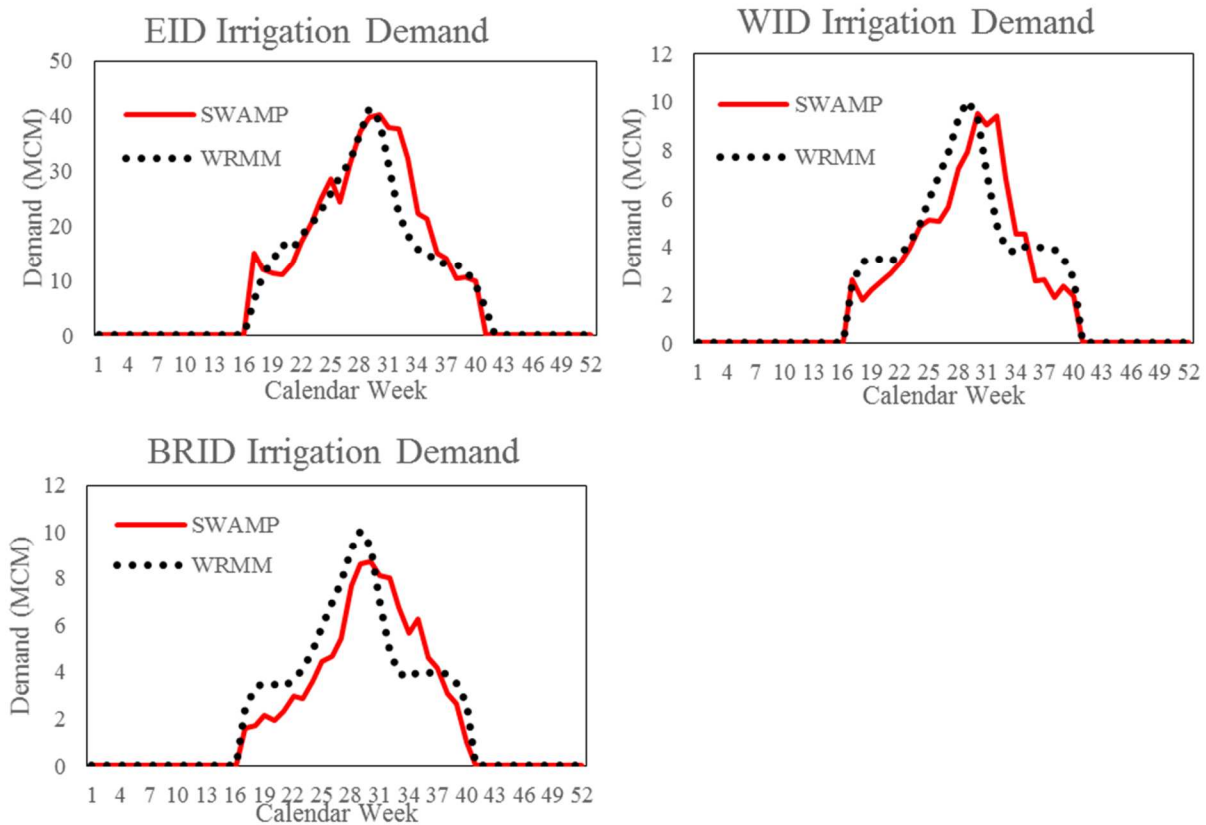 EID Irrigation Demand
50
40
30
20
10
0
Demand (MCM)
SWAMP
WRMM
1 4 7 10 13 16 19 22 25 28 31 34 37 40 43 46 49 52
Calendar Week
WID Irrigation Demand
12
10
8
6
4
2
0
Demand (MCM)
SWAMP
WRMM
1 4 7 10 13 16 19 22 25 28 31 34 37 40 43 46 49 52
Calendar Week
BRID Irrigation Demand
12
10
8
6
4
2
0
Demand (MCM)
SWAMP
WRMM
1 4 7 10 13 16 19 22 25 28 31 34 37 40 43 46 49 52
Calendar Week